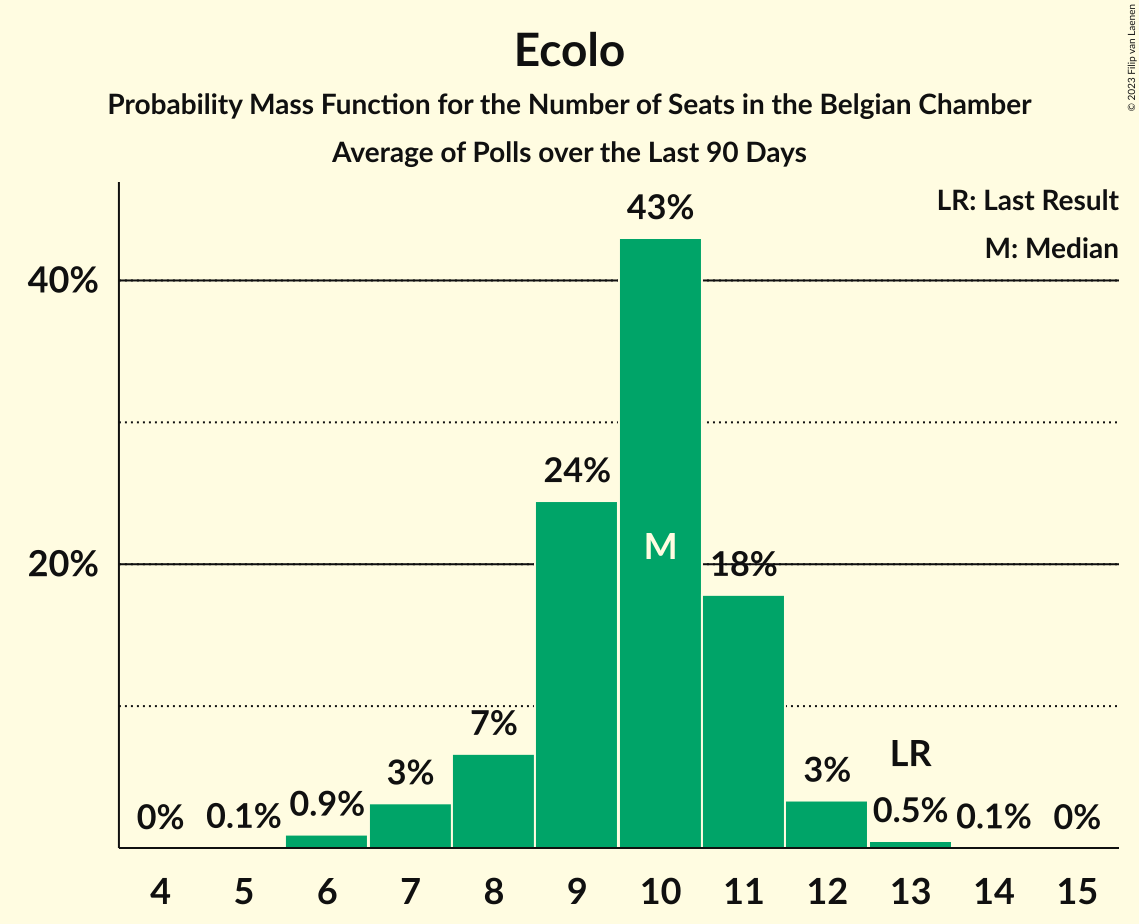 Ecolo
Probability Mass Function for the Number of Seats in the Belgian Chamber
Average of Polls over the Last 90 Days
© 2023 Filip van Laenen
LR: Last Result
M: Median
40%
20%
0%
0.1%
0.9%
3%
7%
24%
43%
M
18%
3%
LR
0.5%
0.1%
0%
4 5 6 7 8 9 10 11 12 13 14 15